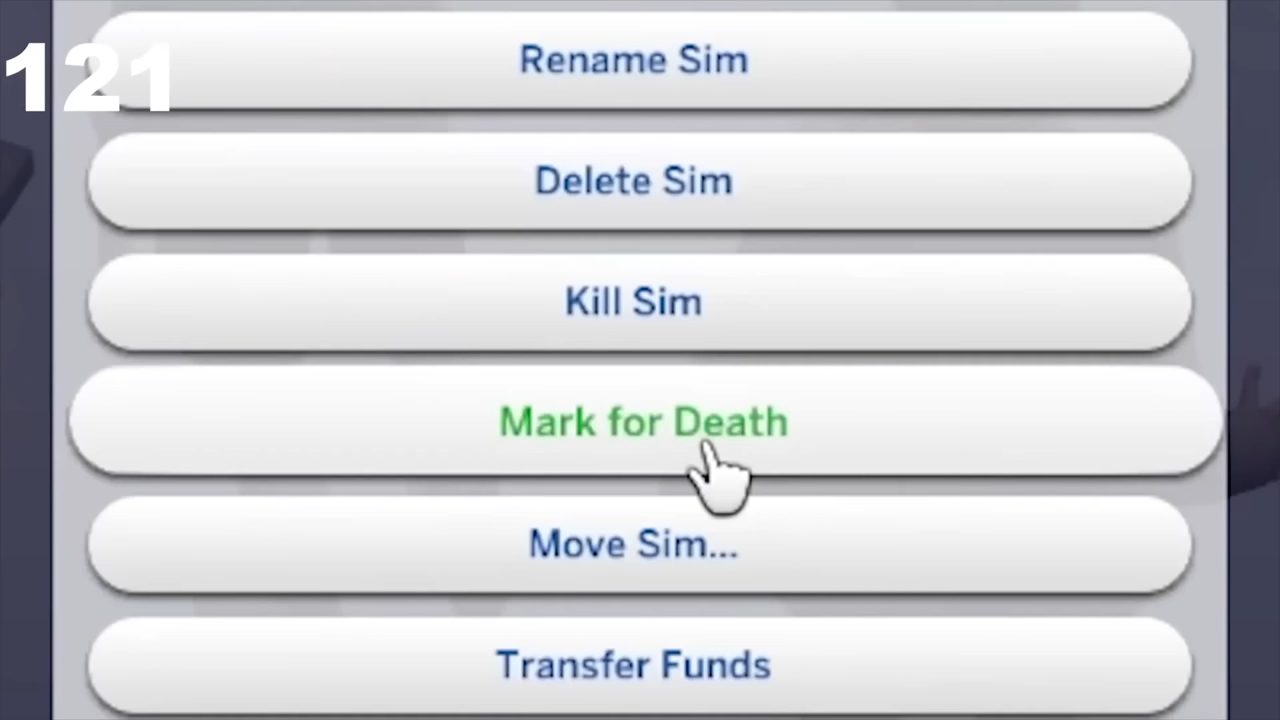 Rename Sim
121
Delete Sim
Kill Sim
Mark for Death
Move Sim...
Transfer Funds